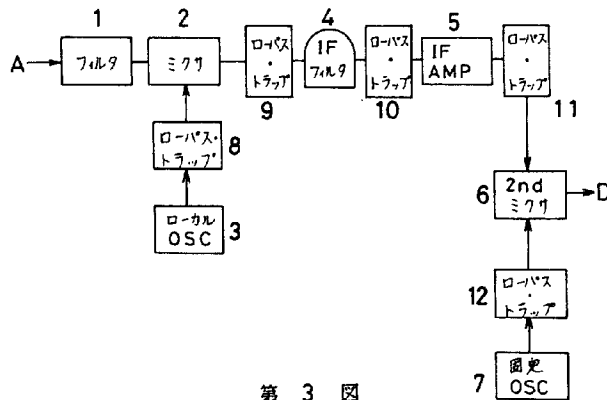 1
2
4
5
A
フィルタ
ミクサ
ローパス
・
トラップ
IF
フィルタ
ローパス
・
トラップ
IF
AMP
ローパス
・
トラップ
9
10
11
ローパス・
トラップ
8
6
2nd
ミクサ
D
ローカル
OSC
3
12
ローパス
・
トラップ
7
固定
OSC
第 3 図